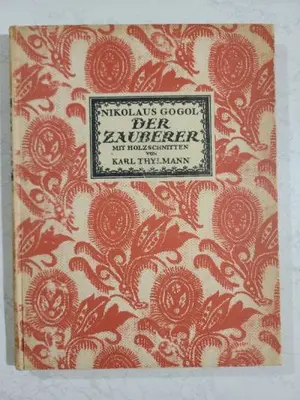 NIKOLAUS GOGOL
DER
ZAUBERER
MIT HOLZSCHNITTEN
VON
KARL THYLMANN